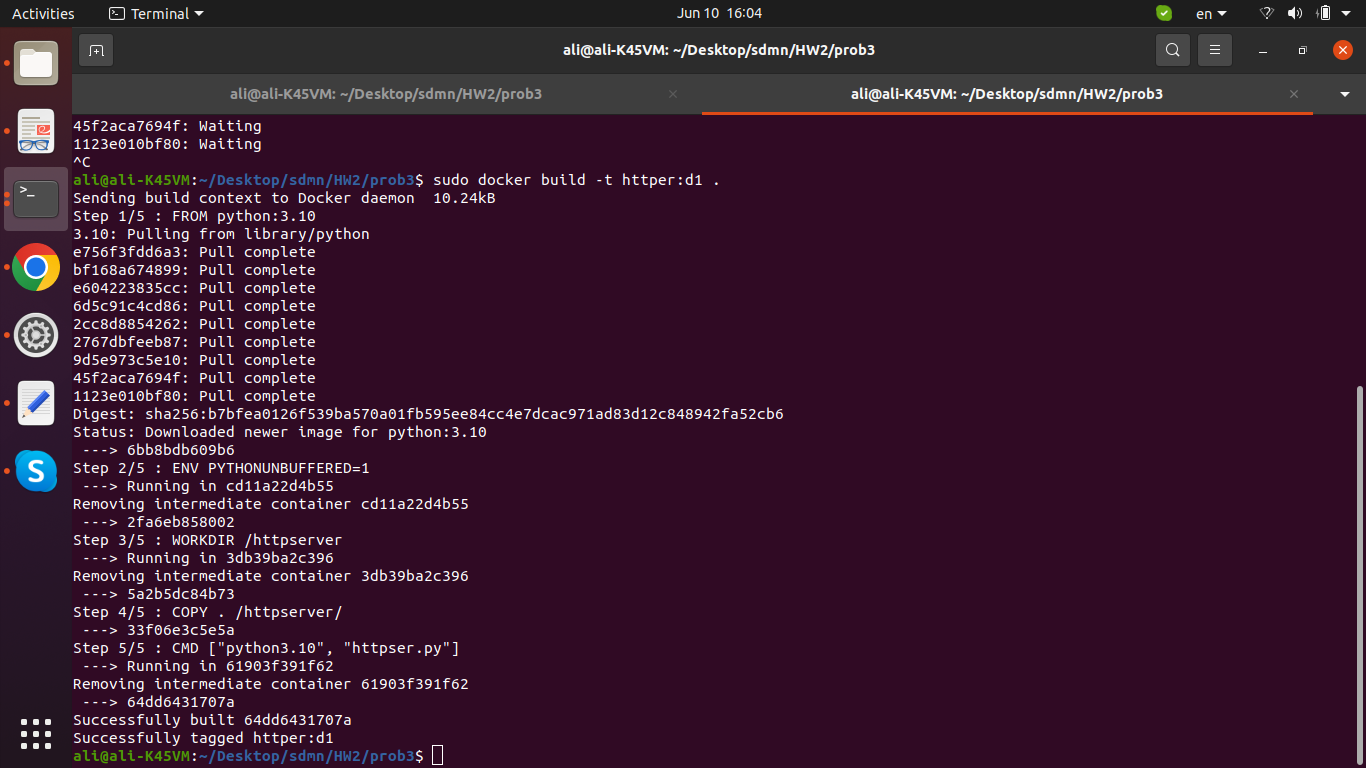 Activities Terminal Jun 10 16:04 en
ali@ali-K45VM: ~/Desktop/sdmn/HW2/prob3
ali@ali-K45VM: ~/Desktop/sdmn/HW2/prob3 ali@ali-K45VM: ~/Desktop/sdmn/HW2/prob3
45f2aca7694f: Waiting
1123e010bf80: Waiting
^C
ali@ali-K45VM:~/Desktop/sdmn/HW2/prob3$ sudo docker build -t httper:d1 .
Sending build context to Docker daemon  10.24kB
Step 1/5 : FROM python:3.10
3.10: Pulling from library/python
e756f3fdd6a3: Pull complete
bf168a674899: Pull complete
e604223835cc: Pull complete
6d5c91c4cd86: Pull complete
2cc8d8854262: Pull complete
2767dbfeeb87: Pull complete
9d5e973c5e10: Pull complete
45f2aca7694f: Pull complete
1123e010bf80: Pull complete
Digest: sha256:b7bfea0126f539ba570a01fb595ee84cc4e7dcac971ad83d12c848942fa52cb6
Status: Downloaded newer image for python:3.10
 ---> 6bb8bdb609b6
Step 2/5 : ENV PYTHONUNBUFFERED=1
 ---> Running in cd11a22d4b55
Removing intermediate container cd11a22d4b55
 ---> 2fa6eb858002
Step 3/5 : WORKDIR /httpserver
 ---> Running in 3db39ba2c396
Removing intermediate container 3db39ba2c396
 ---> 5a2b5dc84b73
Step 4/5 : COPY . /httpserver/
 ---> 33f06e3c5e5a
Step 5/5 : CMD ["python3.10", "httpser.py"]
 ---> Running in 61903f391f62
Removing intermediate container 61903f391f62
 ---> 64dd6431707a
Successfully built 64dd6431707a
Successfully tagged httper:d1
ali@ali-K45VM:~/Desktop/sdmn/HW2/prob3$